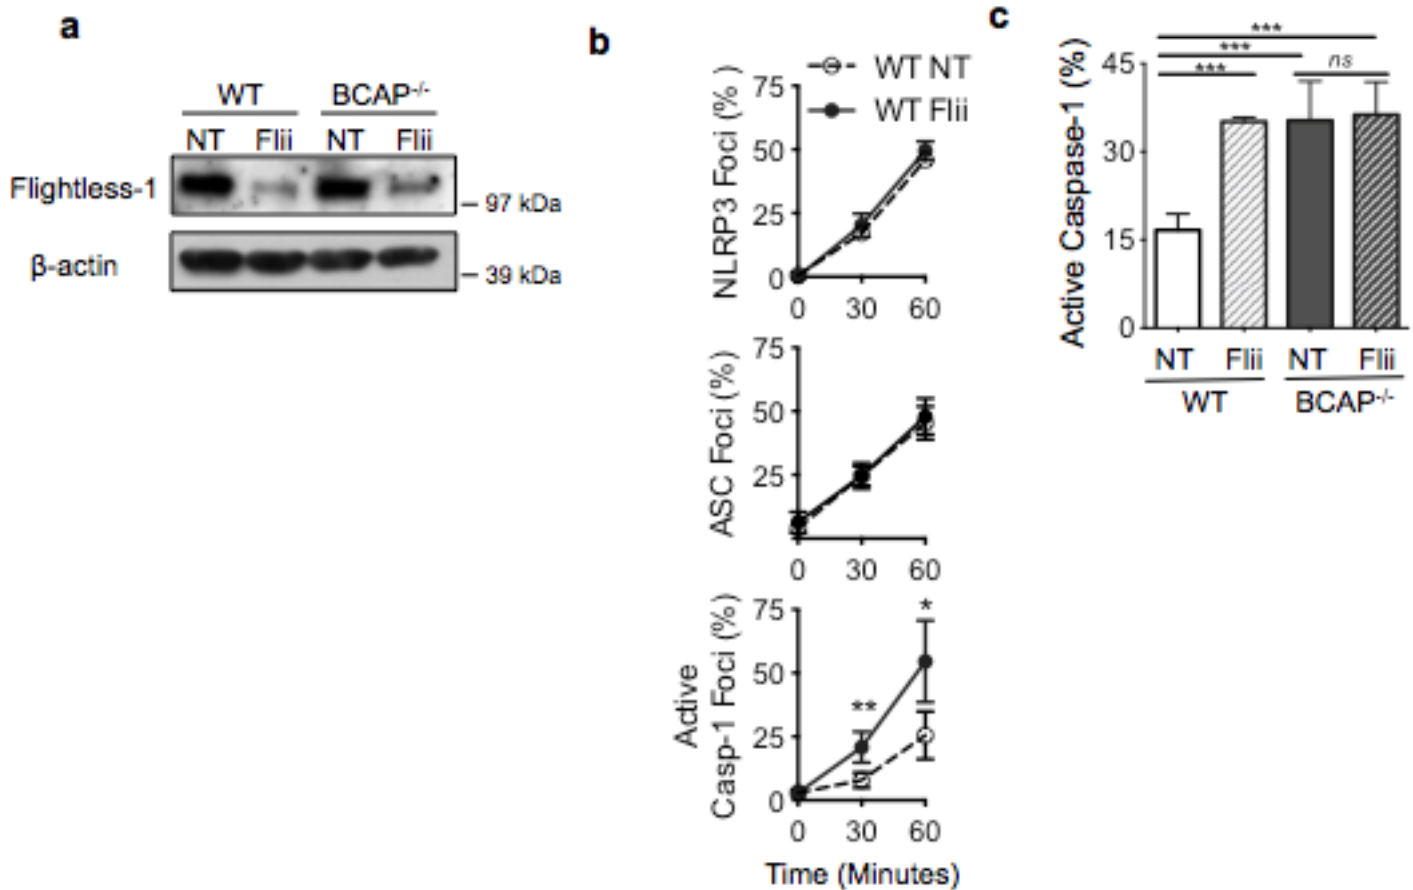 a
WT BCAP-/-
NT Flii NT Flii
Flightless-1
– 97 kDa
β-actin
– 39 kDa
b
WT NT
WT Flii
NLRP3 Foci (%)
75
50
25
0
0 30 60
ASC Foci (%)
75
50
25
0 30 60
Active
Casp-1 Foci (%)
75
50
25
0
**
*
0 30 60
Time (Minutes)
c
Active Caspase-1 (%)
45
30
15
0
***
***
***
ns
NT Flii NT Flii
WT BCAP-/-